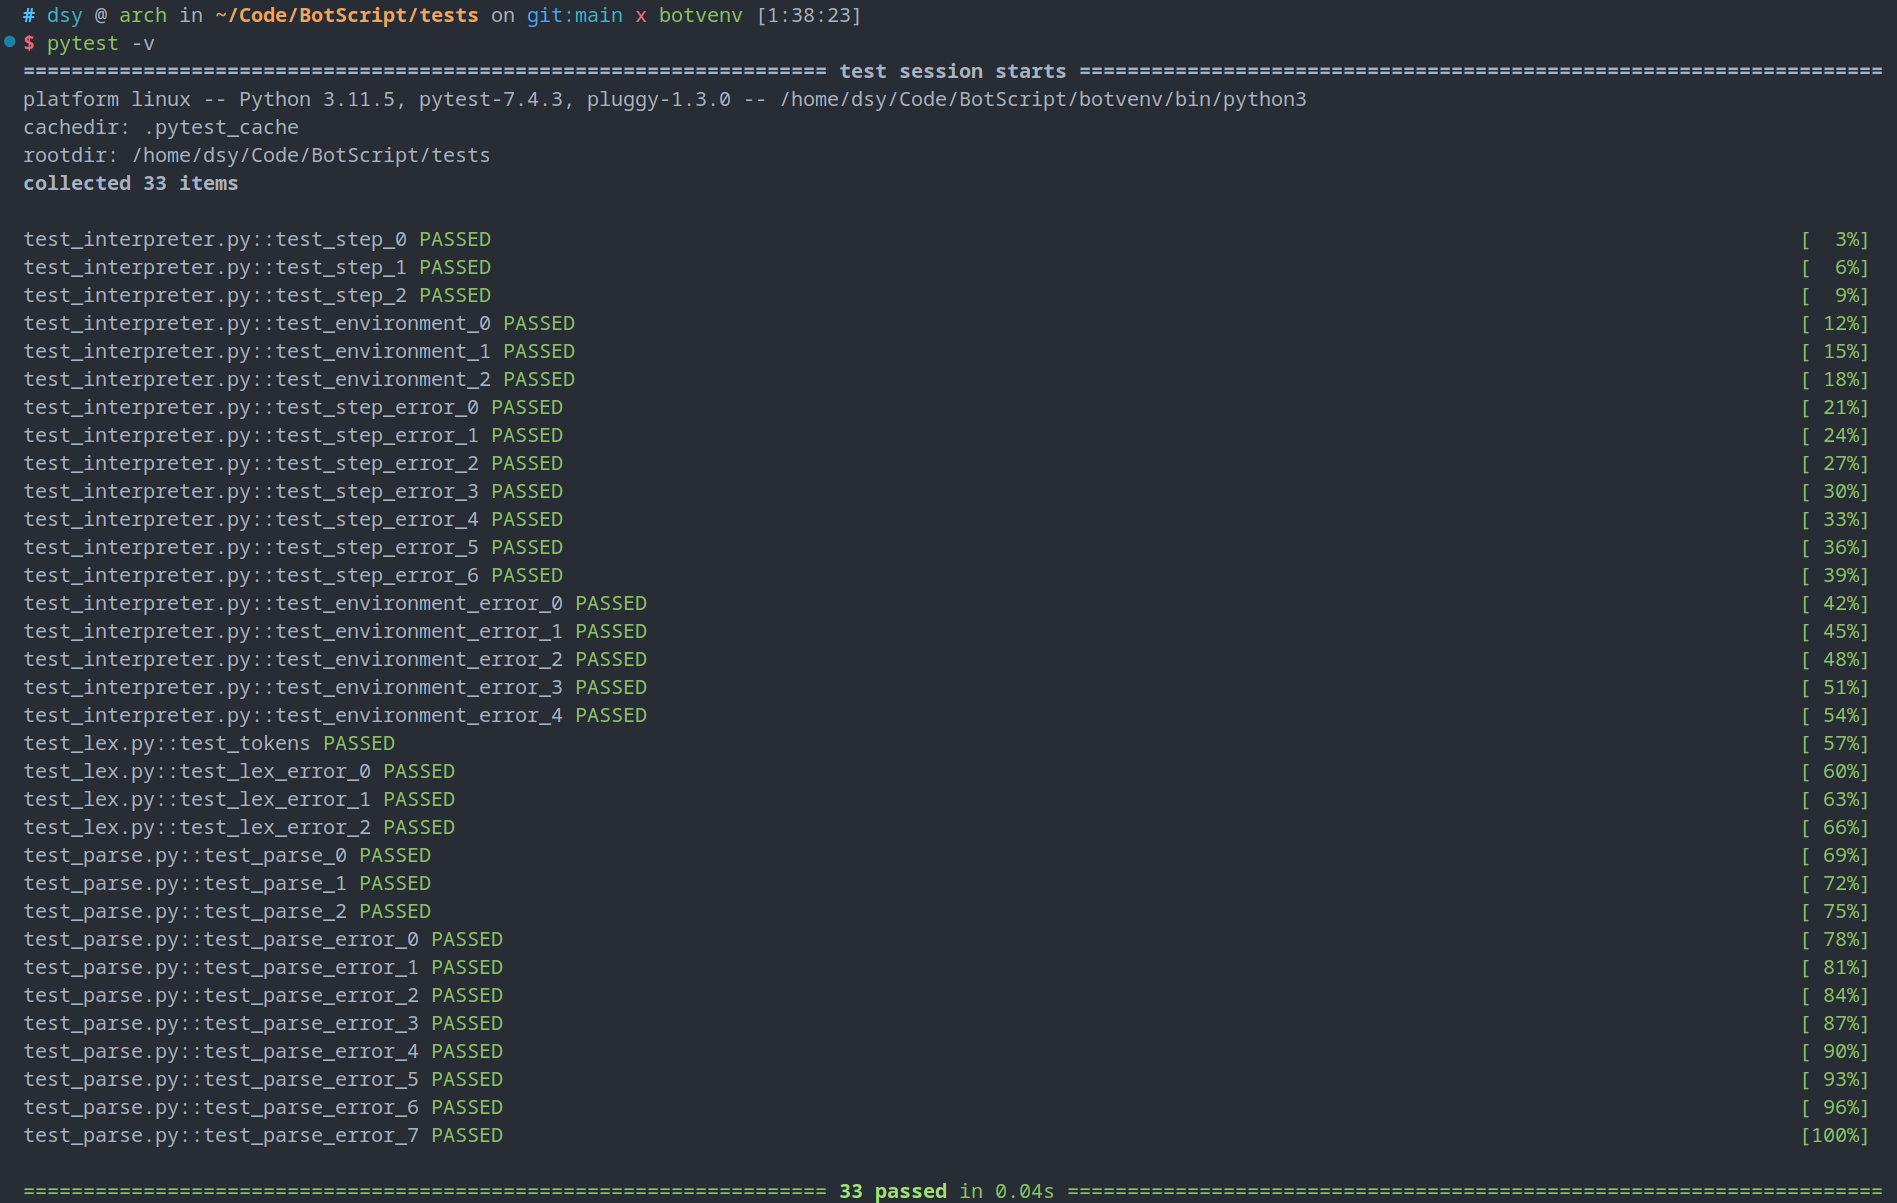 # dsy @ arch in ~/Code/BotScript/tests on git:main x botvenv [1:38:23]
$ pytest -v
=================================================================== test session starts ===================================================================
platform linux -- Python 3.11.5, pytest-7.4.3, pluggy-1.3.0 -- /home/dsy/Code/BotScript/botvenv/bin/python3
cachedir: .pytest_cache
rootdir: /home/dsy/Code/BotScript/tests
collected 33 items

test_interpreter.py::test_step_0 PASSED [  3%]
test_interpreter.py::test_step_1 PASSED [  6%]
test_interpreter.py::test_step_2 PASSED [  9%]
test_interpreter.py::test_environment_0 PASSED [ 12%]
test_interpreter.py::test_environment_1 PASSED [ 15%]
test_interpreter.py::test_environment_2 PASSED [ 18%]
test_interpreter.py::test_step_error_0 PASSED [ 21%]
test_interpreter.py::test_step_error_1 PASSED [ 24%]
test_interpreter.py::test_step_error_2 PASSED [ 27%]
test_interpreter.py::test_step_error_3 PASSED [ 30%]
test_interpreter.py::test_step_error_4 PASSED [ 33%]
test_interpreter.py::test_step_error_5 PASSED [ 36%]
test_interpreter.py::test_step_error_6 PASSED [ 39%]
test_interpreter.py::test_environment_error_0 PASSED [ 42%]
test_interpreter.py::test_environment_error_1 PASSED [ 45%]
test_interpreter.py::test_environment_error_2 PASSED [ 48%]
test_interpreter.py::test_environment_error_3 PASSED [ 51%]
test_interpreter.py::test_environment_error_4 PASSED [ 54%]
test_lex.py::test_tokens PASSED [ 57%]
test_lex.py::test_lex_error_0 PASSED [ 60%]
test_lex.py::test_lex_error_1 PASSED [ 63%]
test_lex.py::test_lex_error_2 PASSED [ 66%]
test_parse.py::test_parse_0 PASSED [ 69%]
test_parse.py::test_parse_1 PASSED [ 72%]
test_parse.py::test_parse_2 PASSED [ 75%]
test_parse.py::test_parse_error_0 PASSED [ 78%]
test_parse.py::test_parse_error_1 PASSED [ 81%]
test_parse.py::test_parse_error_2 PASSED [ 84%]
test_parse.py::test_parse_error_3 PASSED [ 87%]
test_parse.py::test_parse_error_4 PASSED [ 90%]
test_parse.py::test_parse_error_5 PASSED [ 93%]
test_parse.py::test_parse_error_6 PASSED [ 96%]
test_parse.py::test_parse_error_7 PASSED [100%]

=================================================================== 33 passed in 0.04s ====================================================================